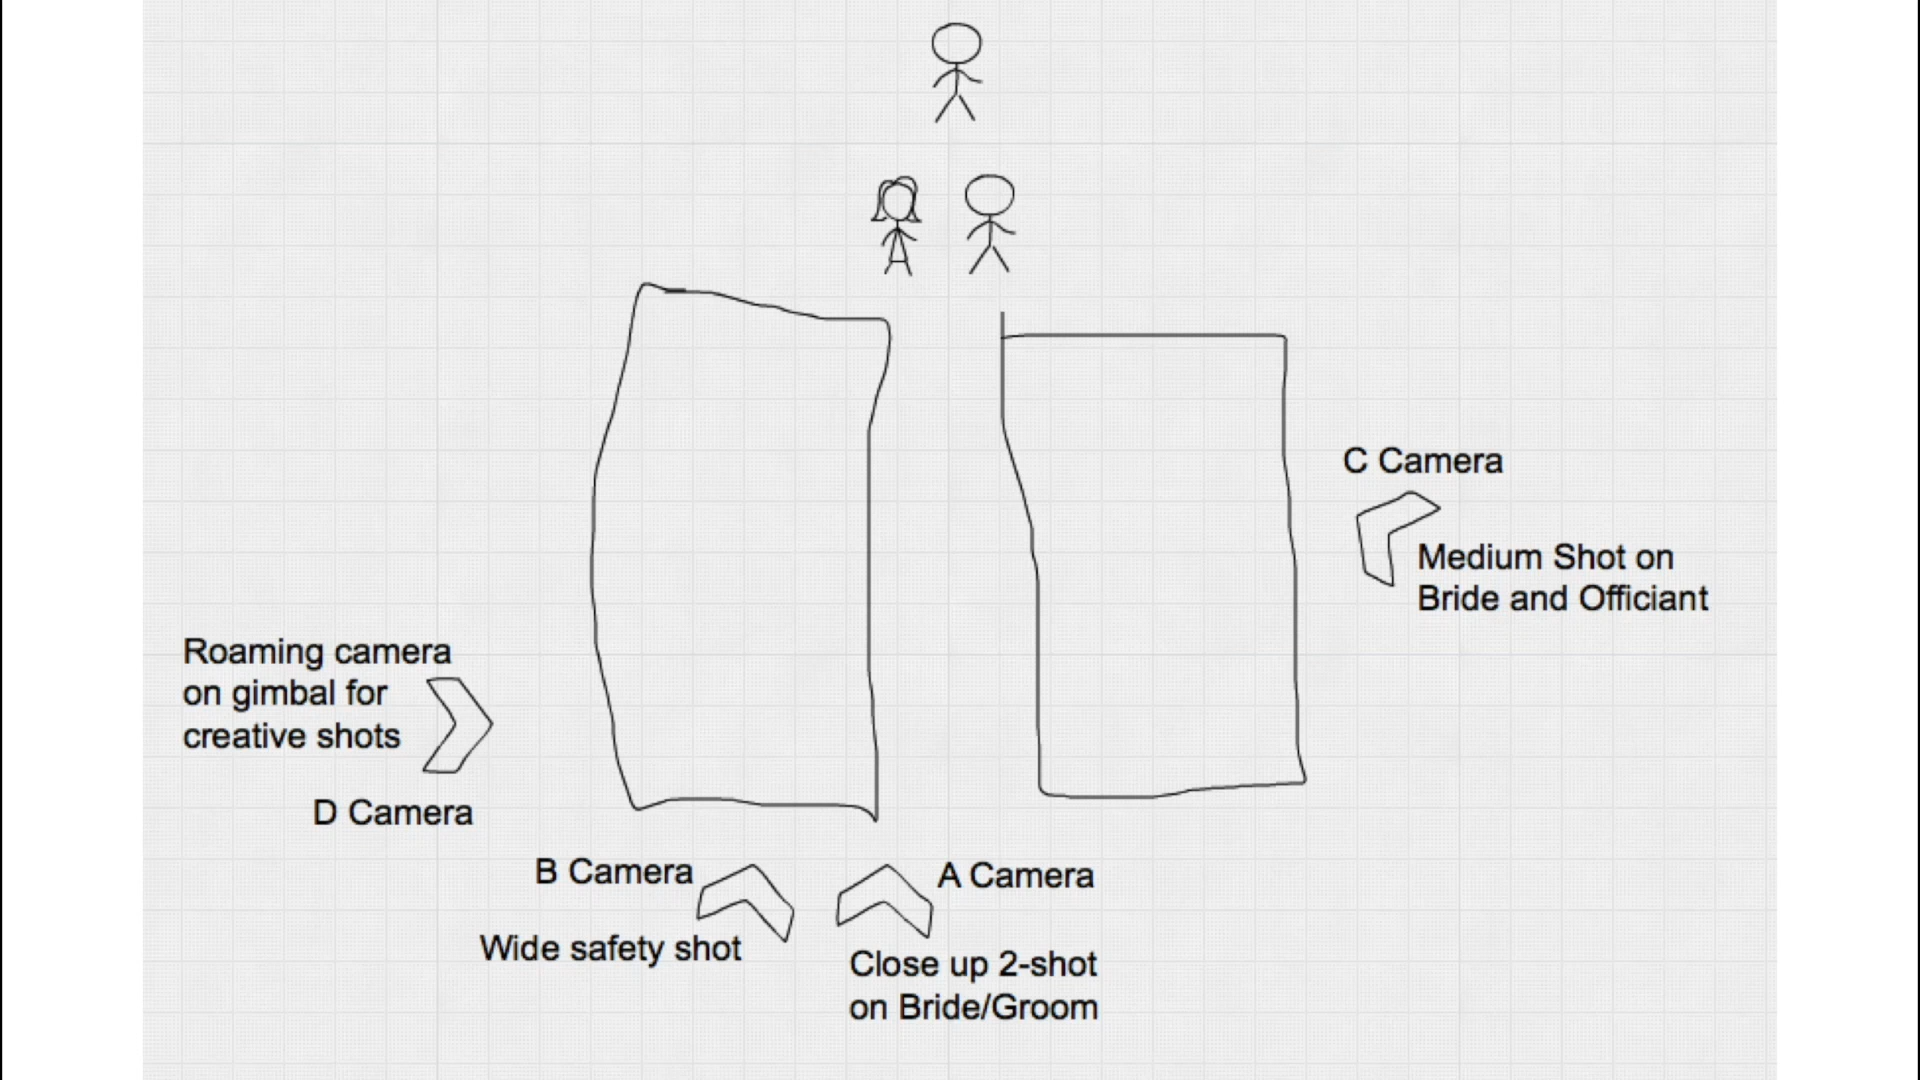 C Camera
Medium Shot on
Bride and Officiant
Roaming camera
on gimbal for
creative shots
D Camera
B Camera
Wide safety shot
A Camera
Close up 2-shot
on Bride/Groom